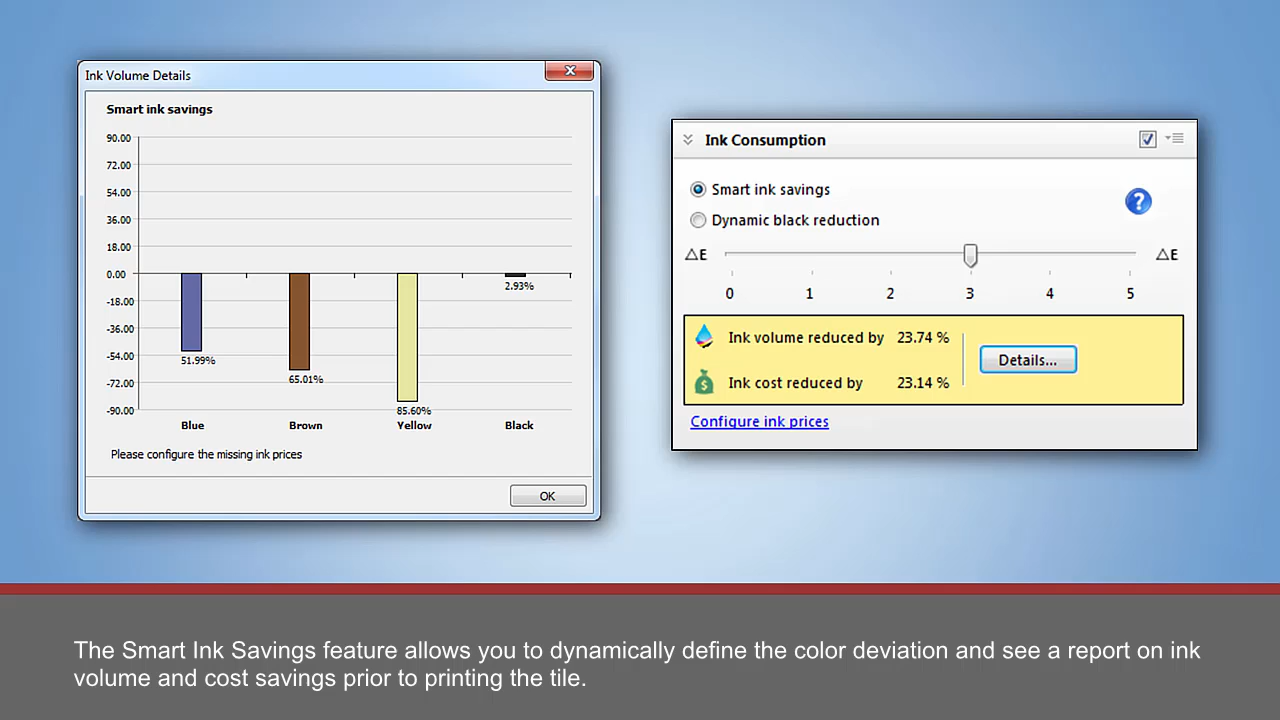 Ink Volume Details
Smart ink savings
90.00
72.00
54.00
36.00
18.00
0.00
-18.00
-36.00
-54.00
-72.00
-90.00
51.99%
65.01%
85.60%
2.93%
Blue Brown Yellow Black
Please configure the missing ink prices
OK
Ink Consumption
Smart ink savings
?
Dynamic black reduction
△E △E
0 1 2 3 4 5
Ink volume reduced by 23.74 %
Details...
$ Ink cost reduced by 23.14 %
Configure ink prices
The Smart Ink Savings feature allows you to dynamically define the color deviation and see a report on ink
volume and cost savings prior to printing the tile.